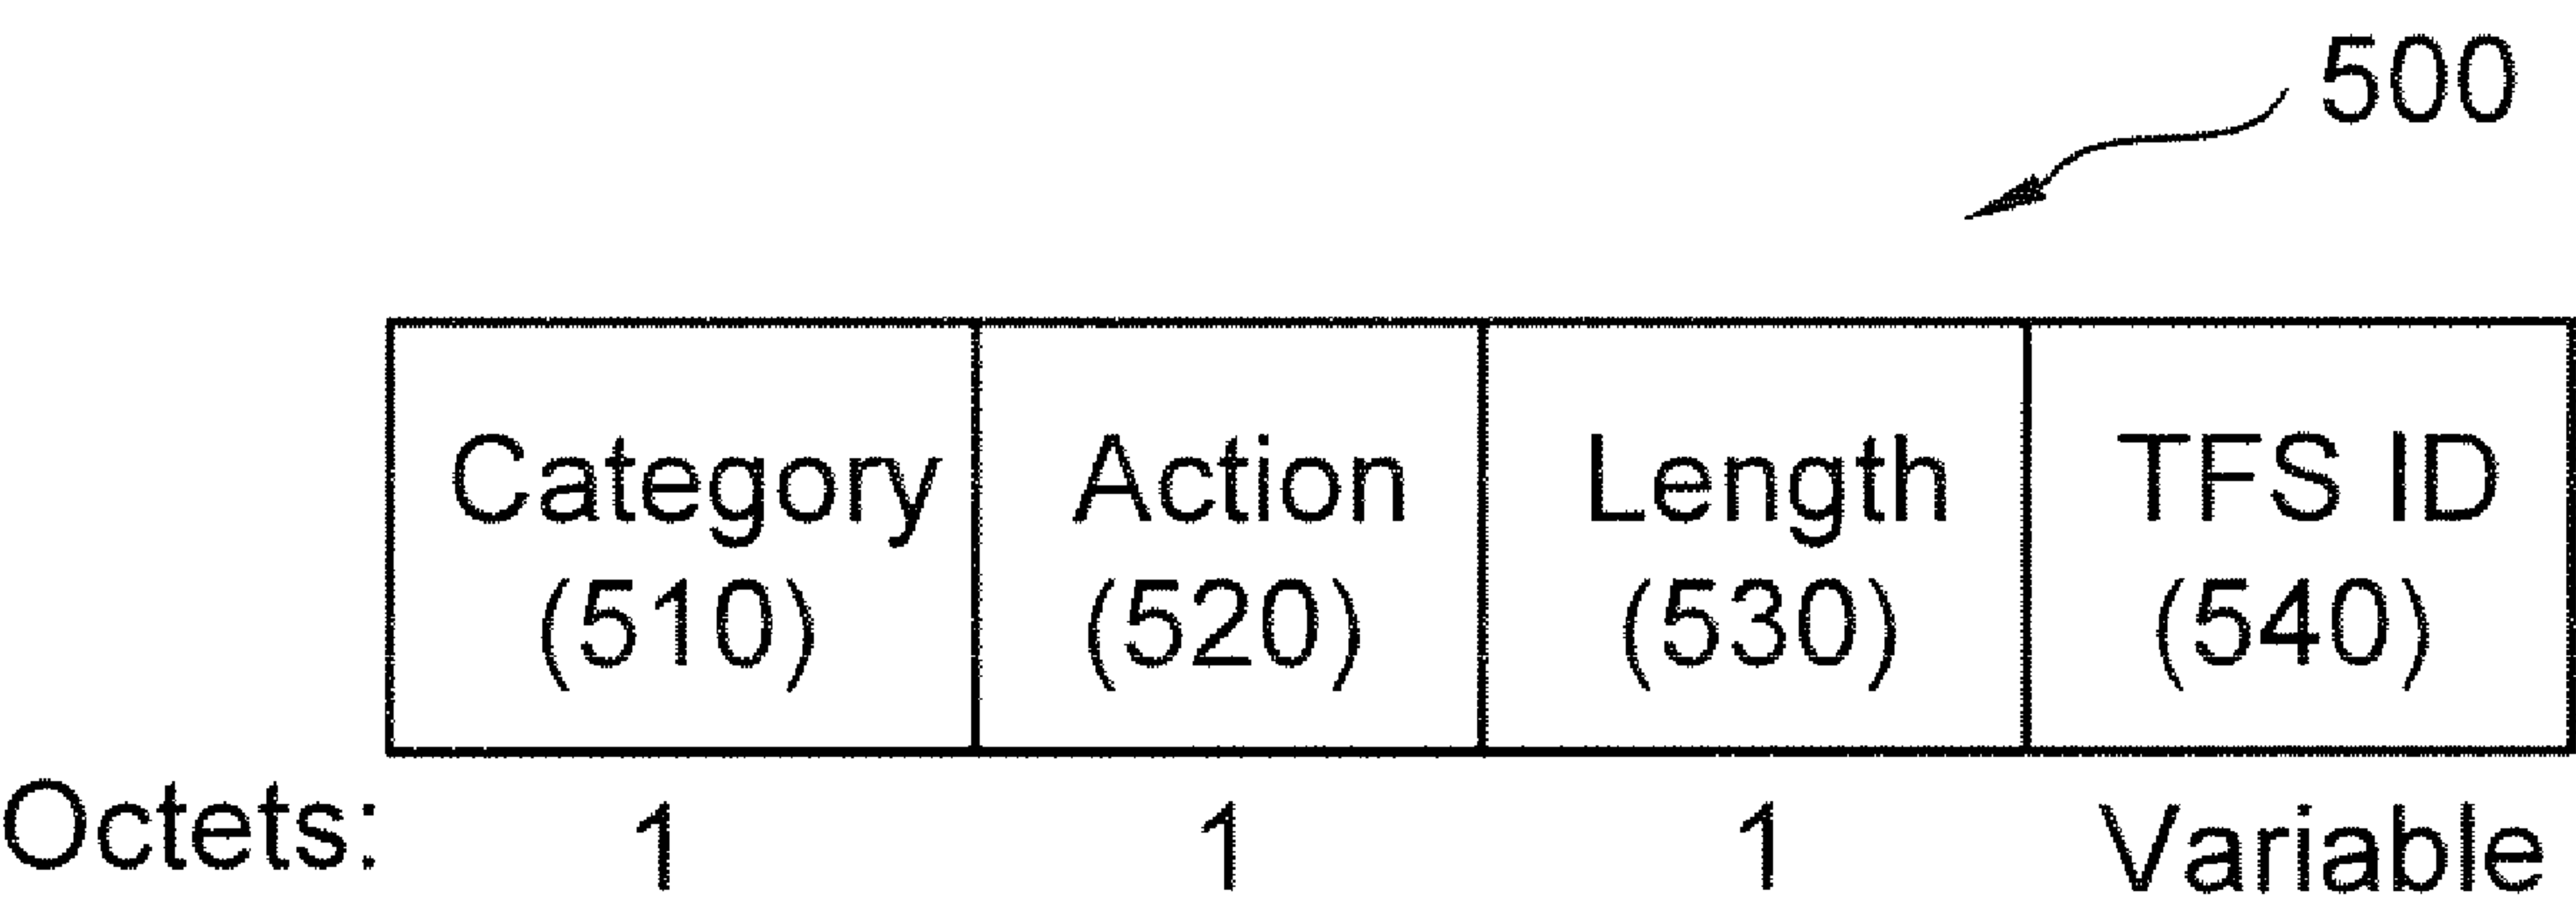 500
Category Action Length TFS ID
(510) (520) (530) (540)
Octets: 1 1 1 Variable